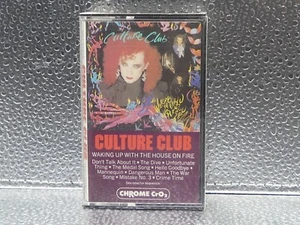 Culture Club
CULTURE CLUB
WAKING UP WITH THE HOUSE ON FIRE
Don't Talk About It • The Dive • Unfortunate
Thing • The Medal Song • Hello Goodbye •
Mannequin • Dangerous Man • The War
Song • Mistake No. 3 • Crime Time
CHROME CrO2